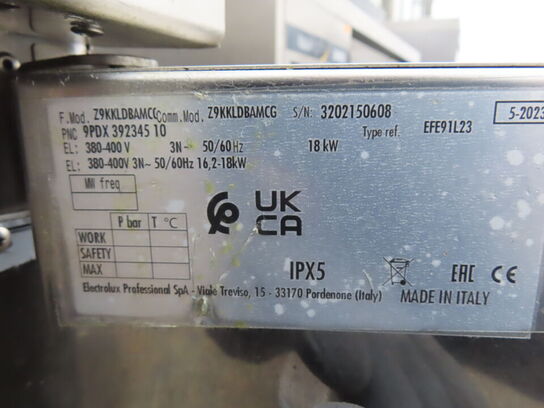 F.Mod. Z9KKLDBAMCG Comm.Mod. Z9KKLDBAMCG S/N: 3202150608 5-2023
PNC 9PDX 392345 10 Type ref. EFE91L23
EL: 380-400 V 3N~ 50/60Hz 18 kW
EL: 380-400V 3N~ 50/60Hz 16,2-18kW
MW freq
P bar T °C
WORK
SAFETY
MAX
UK
CA
IPX5
EAC CE
Electrolux Professional SpA - Viale Treviso, 15 - 33170 Pordenone (Italy) MADE IN ITALY